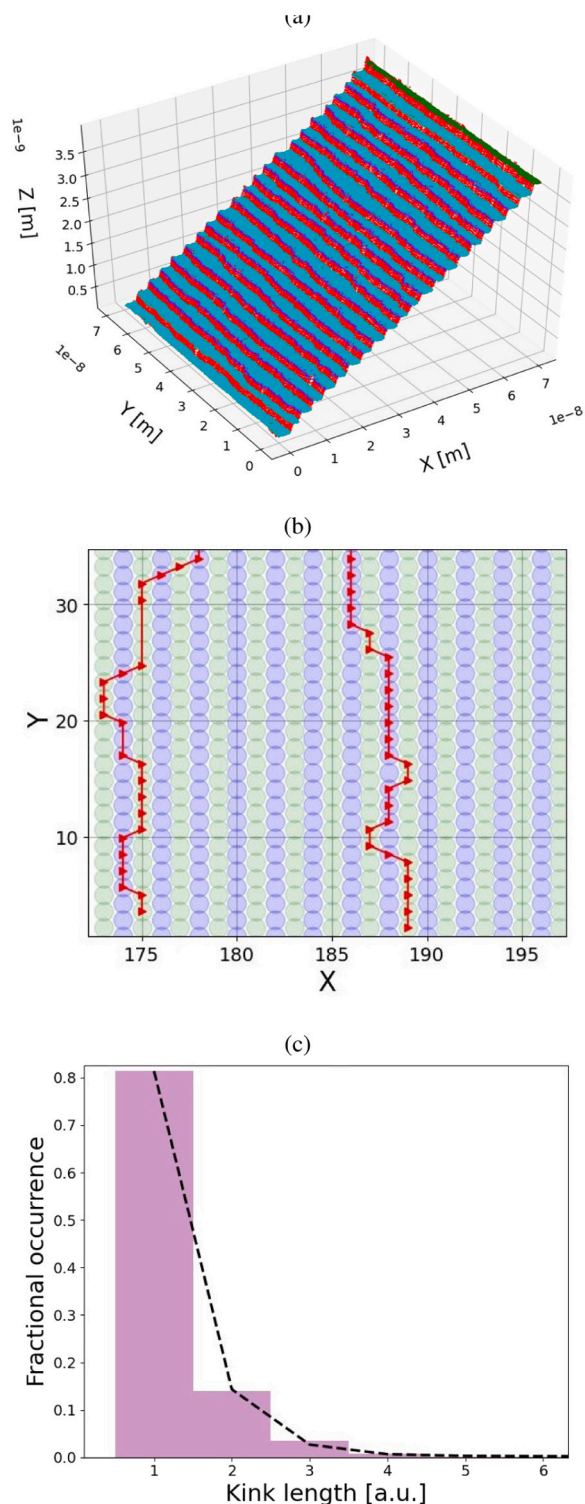 (a)
1e−9
3.5
3.0
2.5
2.0
1.5
1.0
0.5
Z [m]
7
6
5
4
3
2
1
0
1e−8
Y [m]
0
1
2
3
4
5
6
7
1e−8
X [m]
(b)
30
20
10
Y
175 180 185 190 195
X
(c)
0.8
0.7
0.6
0.5
0.4
0.3
0.2
0.1
0.0
Fractional occurrence
1 2 3 4 5 6
Kink length [a.u.]